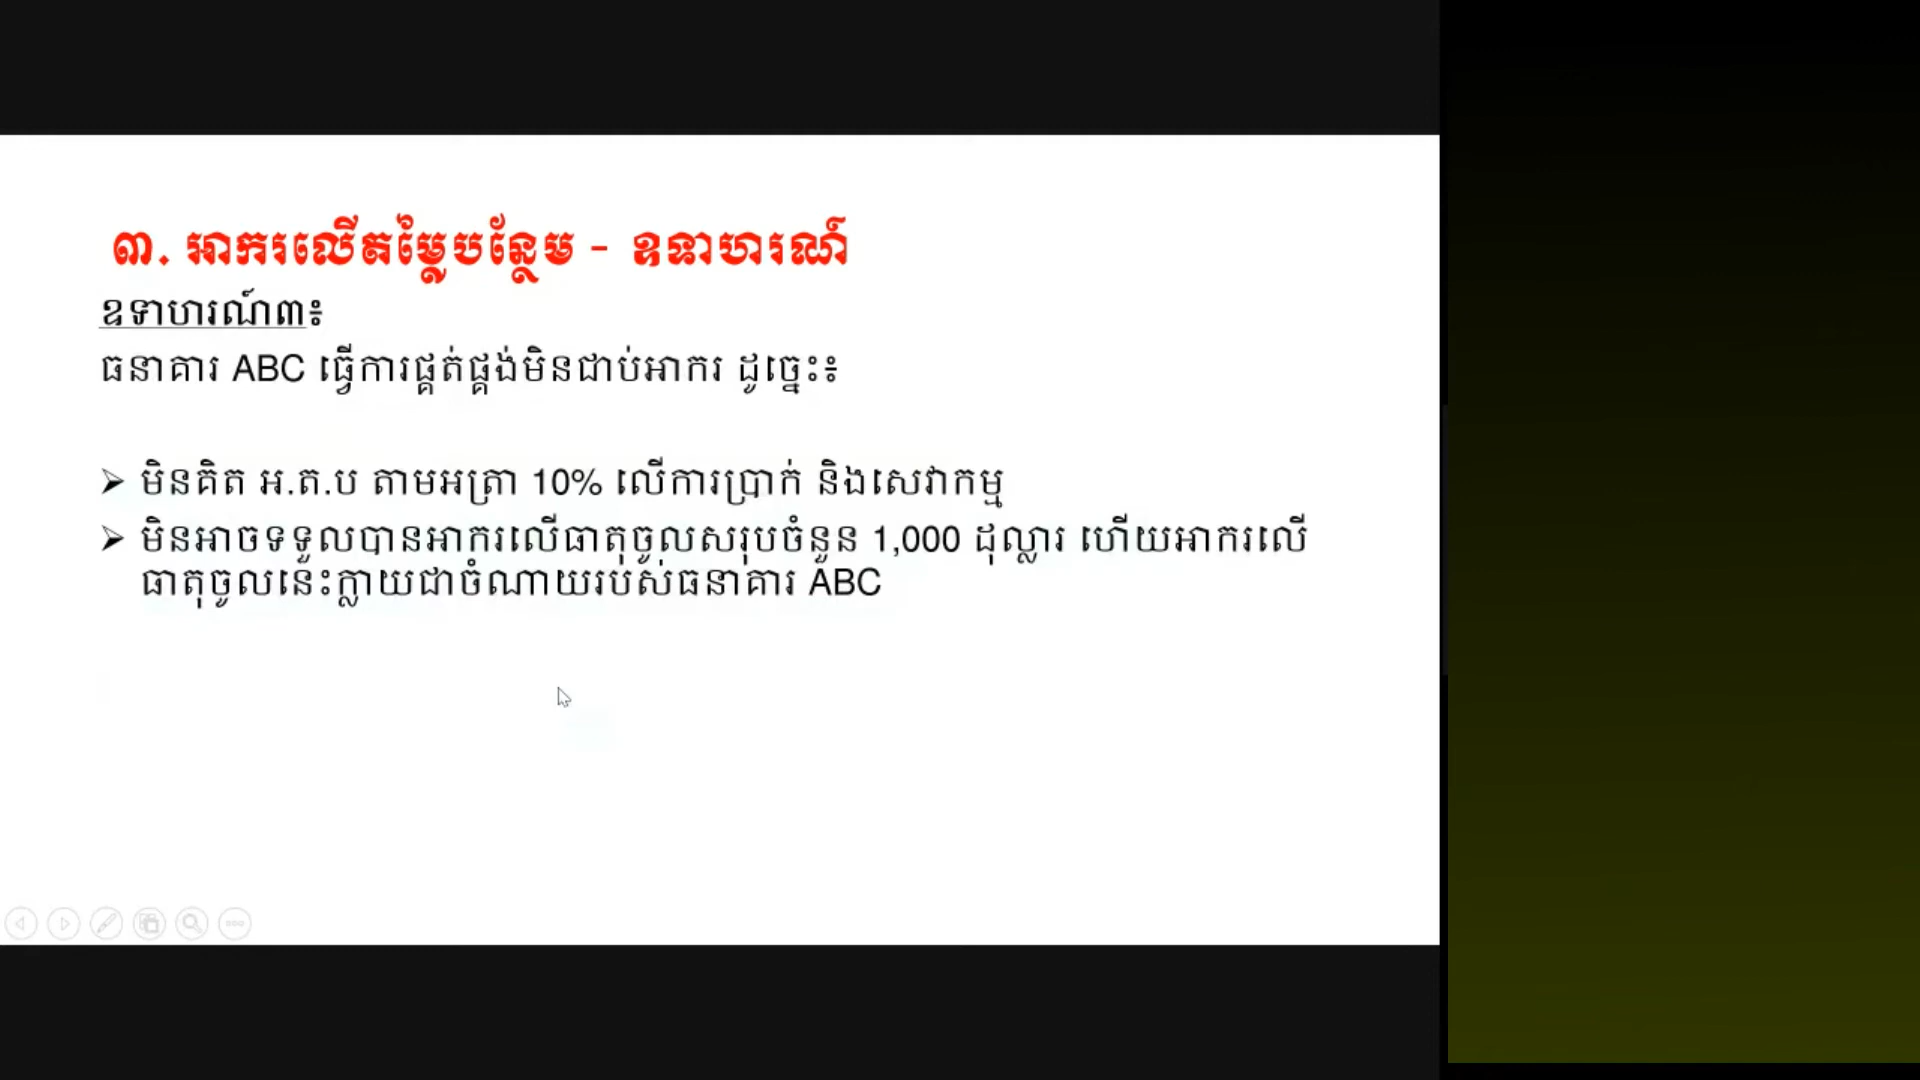 ៣. អាករលើតម្លៃបន្ថែម - ឧទាហរណ៍
ឧទាហរណ៍៣៖
ធនាគារ ABC ធ្វើការផ្គត់ផ្គង់មិនជាប់អាករ ដូច្នេះ៖
➢ មិនគិត អ.ត.ប តាមអត្រា 10% លើការប្រាក់ និងសេវាកម្ម
➢ មិនអាចទទួលបានអាករលើធាតុចូលសរុបចំនួន 1,000 ដុល្លារ ហើយអាករលើ
ធាតុចូលនេះក្លាយជាចំណាយរបស់ធនាគារ ABC